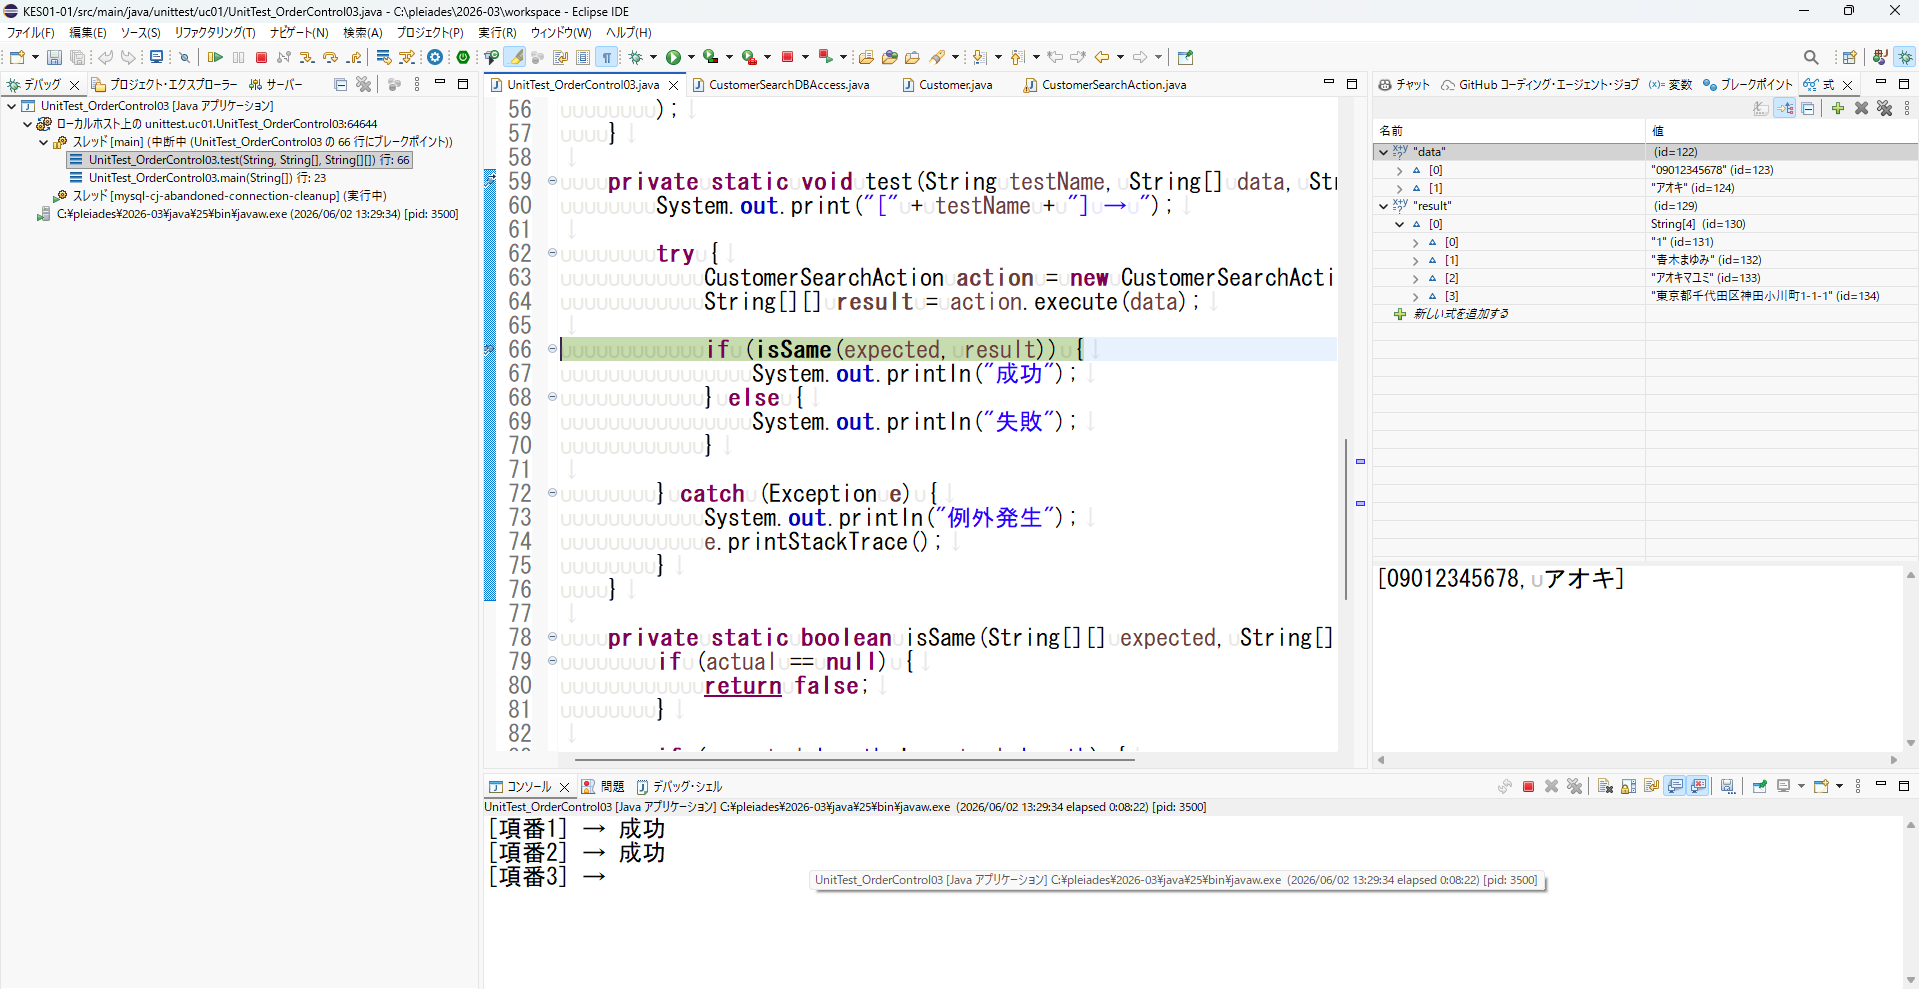 KES01-01/src/main/java/unittest/uc01/UnitTest_OrderControl03.java - C:\pleiades\2026-03\workspace - Eclipse IDE
ファイル(F) 編集(E) ソース(S) リファクタリング(T) ナビゲート(N) 検索(A) プロジェクト(P) 実行(R) ウィンドウ(W) ヘルプ(H)
デバッグ プロジェクト・エクスプローラー サーバー
UnitTest_OrderControl03 [Java アプリケーション]
ローカルホスト上の unittest.uc01.UnitTest_OrderControl03:64644
スレッド [main] (中断中 (UnitTest_OrderControl03 の 66 行にブレークポイント))
UnitTest_OrderControl03.test(String, String[], String[][]) 行: 66
UnitTest_OrderControl03.main(String[]) 行: 23
スレッド [mysql-cj-abandoned-connection-cleanup] (実行中)
C:¥pleiades¥2026-03¥java¥25¥bin¥javaw.exe (2026/06/02 13:29:34) [pid: 3500]
UnitTest_OrderControl03.java CustomerSearchDBAccess.java Customer.java CustomerSearchAction.java
56 );
57 }
58
59 private static void test(String testName, String[] data, Str
60 System.out.print("[" + testName + "] → ");
61
62 try {
63 CustomerSearchAction action = new CustomerSearchActi
64 String[][] result = action.execute(data);
65
66 if (isSame(expected, result)) {
67 System.out.println("成功");
68 } else {
69 System.out.println("失敗");
70 }
71
72 } catch (Exception e) {
73 System.out.println("例外発生");
74 e.printStackTrace();
75 }
76 }
77
78 private static boolean isSame(String[][] expected, String[]
79 if (actual == null) {
80 return false;
81 }
82
チャット GitHub コーディング・エージェント・ジョブ 変数 ブレークポイント 式
名前 値
"data" (id=122)
[0] "09012345678" (id=123)
[1] "アオキ" (id=124)
"result" (id=129)
[0] String[4] (id=130)
[0] "1" (id=131)
[1] "青木まゆみ" (id=132)
[2] "アオキマユミ" (id=133)
[3] "東京都千代田区神田小川町1-1-1" (id=134)
新しい式を追加する
[09012345678, アオキ]
コンソール 問題 デバッグ・シェル
UnitTest_OrderControl03 [Java アプリケーション] C:¥pleiades¥2026-03¥java¥25¥bin¥javaw.exe (2026/06/02 13:29:34 elapsed 0:08:22) [pid: 3500]
[項番1] → 成功
[項番2] → 成功
[項番3] →
UnitTest_OrderControl03 [Java アプリケーション] C:¥pleiades¥2026-03¥java¥25¥bin¥javaw.exe (2026/06/02 13:29:34 elapsed 0:08:22) [pid: 3500]